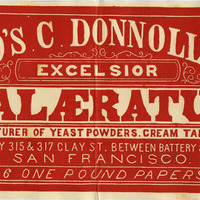 'S C DONNOLL
EXCELSIOR
ALÆRATU
TURER OF YEAST POWDERS. CREAM TA
Y 315 & 317 CLAY ST. BETWEEN BATTERY &
SAN FRANCISCO.
6 ONE POUND PAPERS